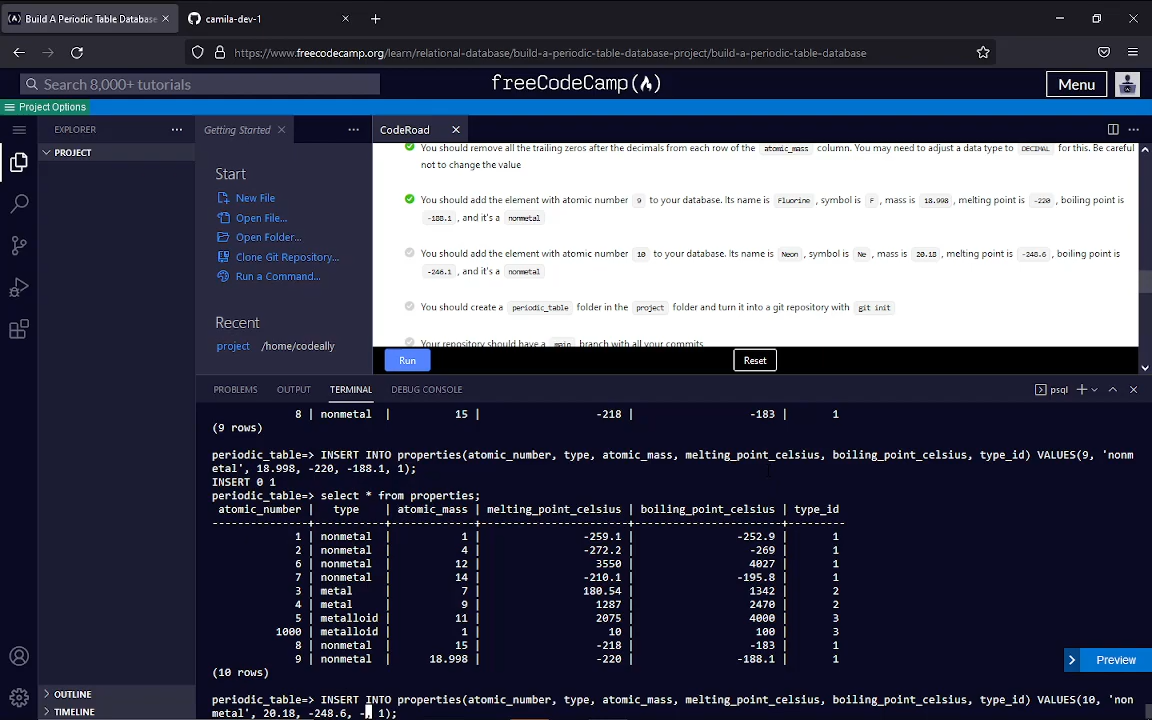 Build A Periodic Table Database
camila-dev-1
https://www.freecodecamp.org/learn/relational-database/build-a-periodic-table-database-project/build-a-periodic-table-database
Search 8,000+ tutorials
freeCodeCamp
Menu
Project Options
EXPLORER
Getting Started
CodeRoad
PROJECT
You should remove all the trailing zeros after the decimals from each row of the atomic_mass column. You may need to adjust a data type to DECIMAL for this. Be careful
not to change the value
Start
New File
Open File...
Open Folder...
Clone Git Repository...
Run a Command...
You should add the element with atomic number 9 to your database. Its name is Fluorine , symbol is F , mass is 18.998 , melting point is -220 , boiling point is
-188.1 , and it's a nonmetal
You should add the element with atomic number 10 to your database. Its name is Neon , symbol is Ne , mass is 20.18 , melting point is -248.6 , boiling point is
-246.1 , and it's a nonmetal
You should create a periodic_table folder in the project folder and turn it into a git repository with git init
Your repository should have a main branch with all your commits
Recent
project /home/codeally
Run
Reset
PROBLEMS OUTPUT TERMINAL DEBUG CONSOLE
psql
8 | nonmetal | 15 | -218 | -183 | 1
(9 rows)
periodic_table=> INSERT INTO properties(atomic_number, type, atomic_mass, melting_point_celsius, boiling_point_celsius, type_id) VALUES(9, 'nonm
etal', 18.998, -220, -188.1, 1);
INSERT 0 1
periodic_table=> select * from properties;
atomic_number | type | atomic_mass | melting_point_celsius | boiling_point_celsius | type_id
---------------+-----------+-------------+-----------------------+-----------------------+---------
1 | nonmetal | 1 | -259.1 | -252.9 | 1
2 | nonmetal | 4 | -272.2 | -269 | 1
6 | nonmetal | 12 | 3550 | 4027 | 1
7 | nonmetal | 14 | -210.1 | -195.8 | 1
3 | metal | 7 | 180.54 | 1342 | 2
4 | metal | 9 | 1287 | 2470 | 2
5 | metalloid | 11 | 2075 | 4000 | 3
1000 | metalloid | 1 | 10 | 100 | 3
8 | nonmetal | 15 | -218 | -183 | 1
9 | nonmetal | 18.998 | -220 | -188.1 | 1
(10 rows)
Preview
OUTLINE
TIMELINE
periodic_table=> INSERT INTO properties(atomic_number, type, atomic_mass, melting_point_celsius, boiling_point_celsius, type_id) VALUES(10, 'non
metal', 20.18, -248.6, -, 1);